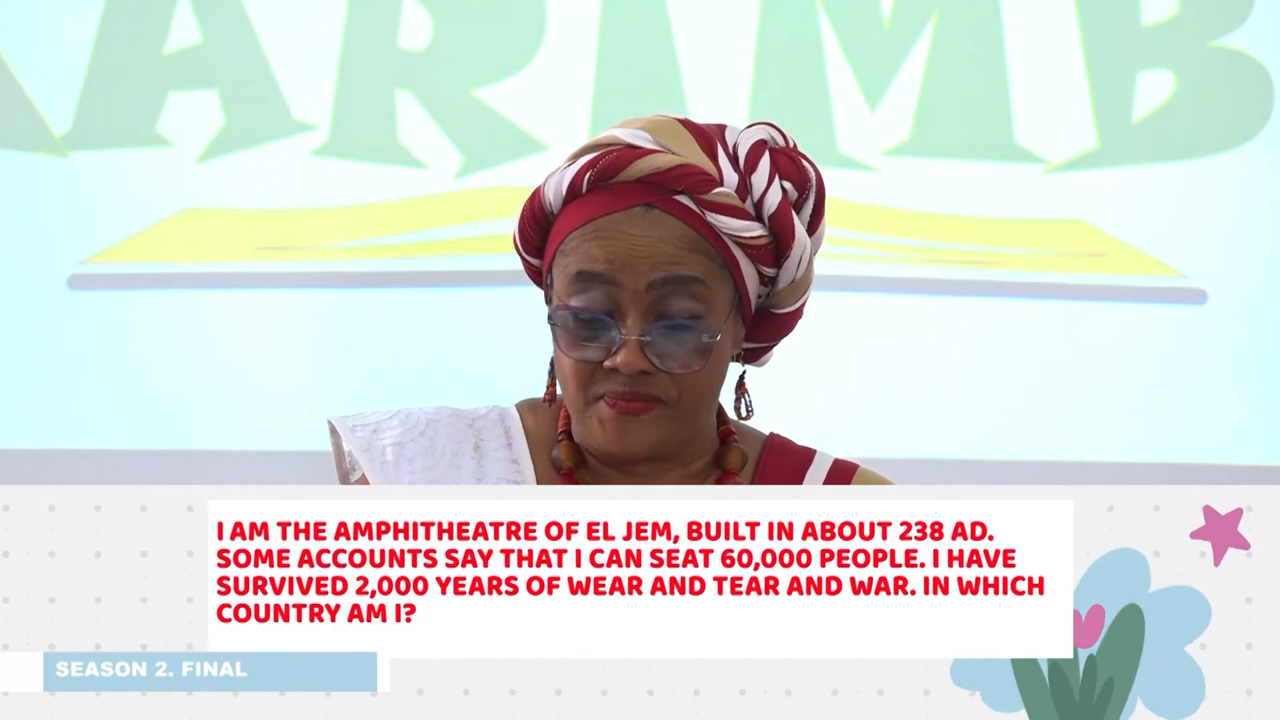 ARIMB
I AM THE AMPHITHEATRE OF EL JEM, BUILT IN ABOUT 238 AD.
SOME ACCOUNTS SAY THAT I CAN SEAT 60,000 PEOPLE. I HAVE
SURVIVED 2,000 YEARS OF WEAR AND TEAR AND WAR. IN WHICH
COUNTRY AM I?
SEASON 2. FINAL